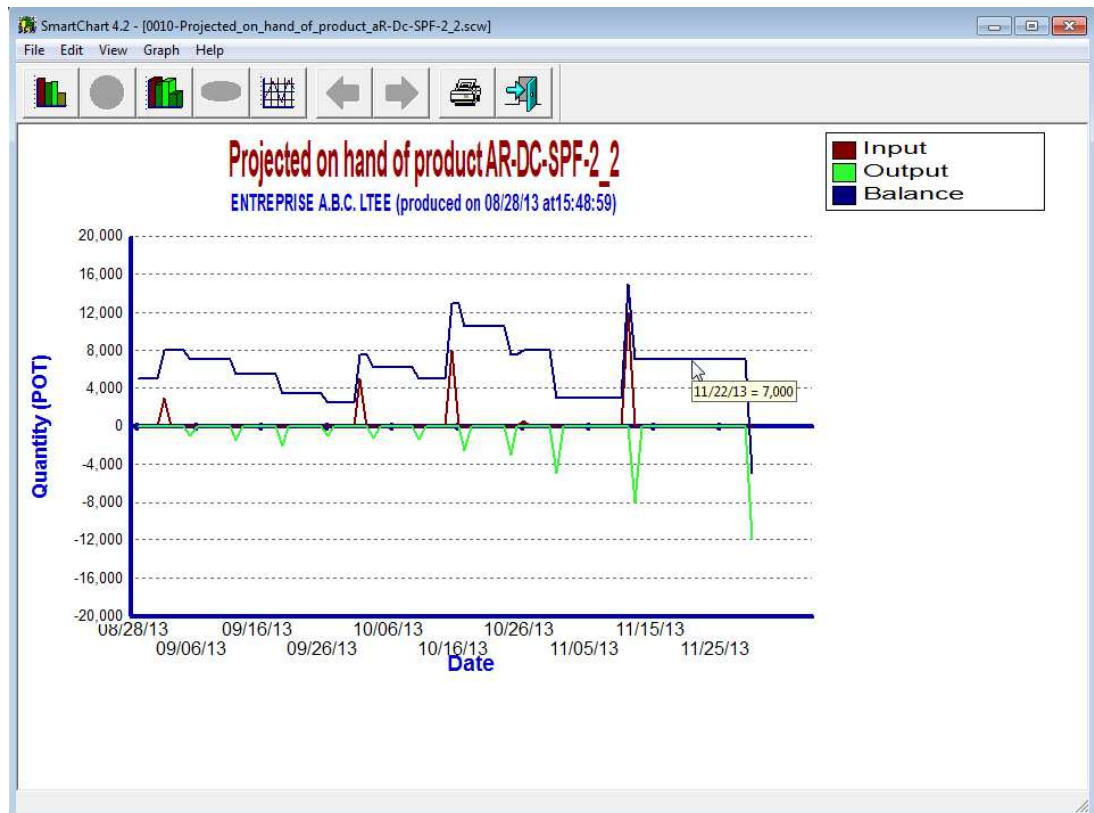 SmartChart 4.2 - [0010-Projected_on_hand_of_product_aR-Dc-SPF-2_2.scw]
File Edit View Graph Help
Projected on hand of product AR-DC-SPF-2_2
ENTREPRISE A.B.C. LTEE (produced on 08/28/13 at15:48:59)
Input
Output
Balance
20,000
16,000
12,000
8,000
4,000
0
-4,000
-8,000
-12,000
-16,000
-20,000
Quantity (POT)
11/22/13 = 7,000
08/28/13 09/16/13 10/06/13 10/26/13 11/15/13
09/06/13 09/26/13 10/16/13 11/05/13 11/25/13
Date